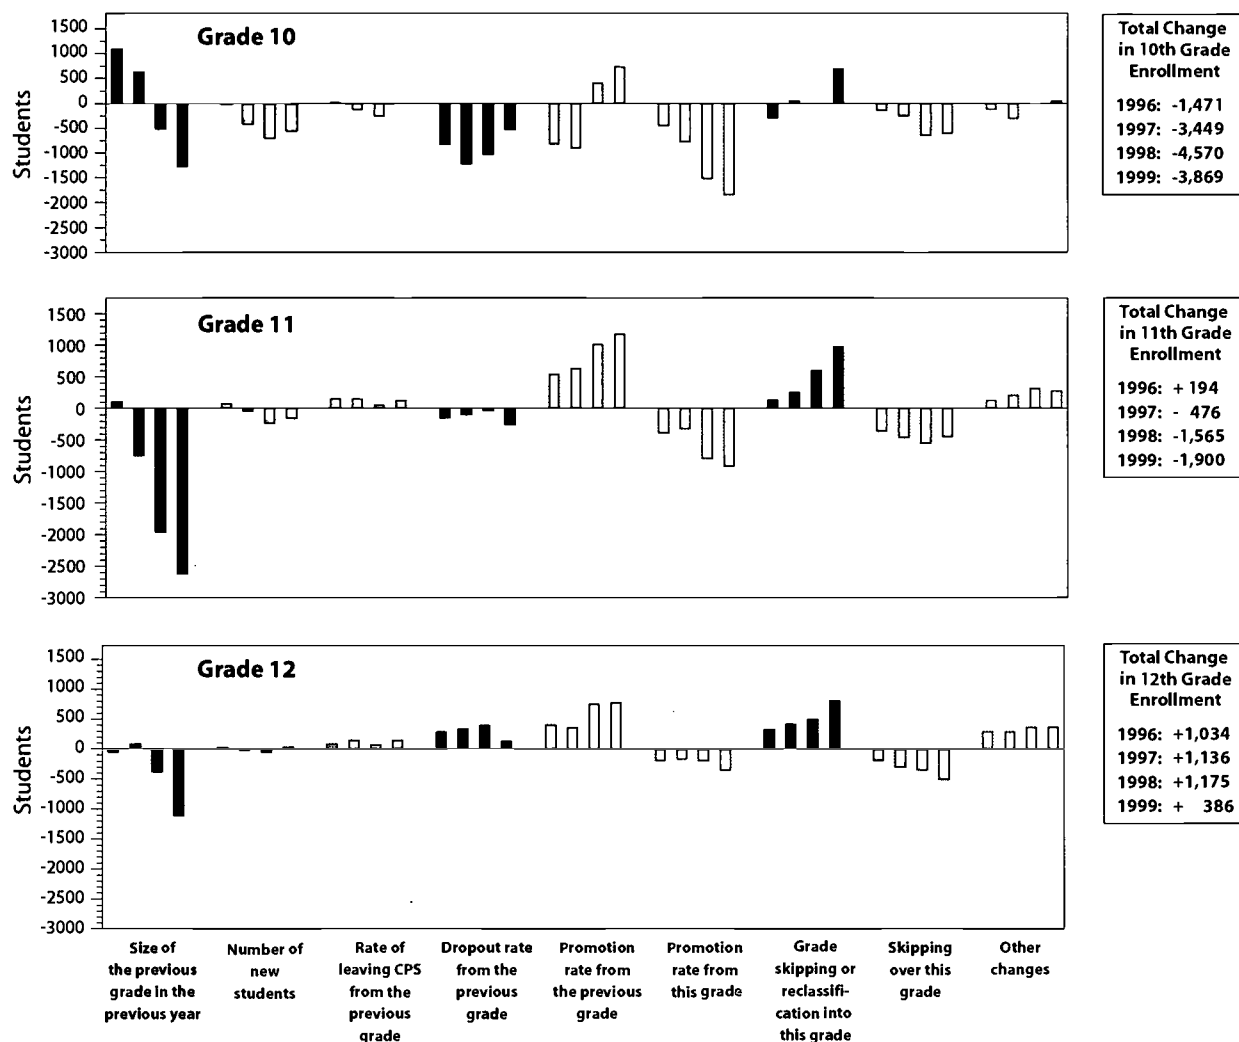 Grade 10
Students
1500
1000
500
0
-500
-1000
-1500
-2000
-2500
-3000
Total Change
in 10th Grade
Enrollment
1996: -1,471
1997: -3,449
1998: -4,570
1999: -3,869
Grade 11
Students
1500
1000
500
0
-500
-1000
-1500
-2000
-2500
-3000
Total Change
in 11th Grade
Enrollment
1996: + 194
1997: - 476
1998: -1,565
1999: -1,900
Grade 12
Students
1500
1000
500
0
-500
-1000
-1500
-2000
-2500
-3000
Total Change
in 12th Grade
Enrollment
1996: +1,034
1997: +1,136
1998: +1,175
1999: + 386
Size of
the previous
grade in the
previous year
Number of
new
students
Rate of
leaving CPS
from the
previous
grade
Dropout rate
from the
previous
grade
Promotion
rate from
the previous
grade
Promotion
rate from
this grade
Grade
skipping or
reclassifi-
cation into
this grade
Skipping
over this
grade
Other
changes